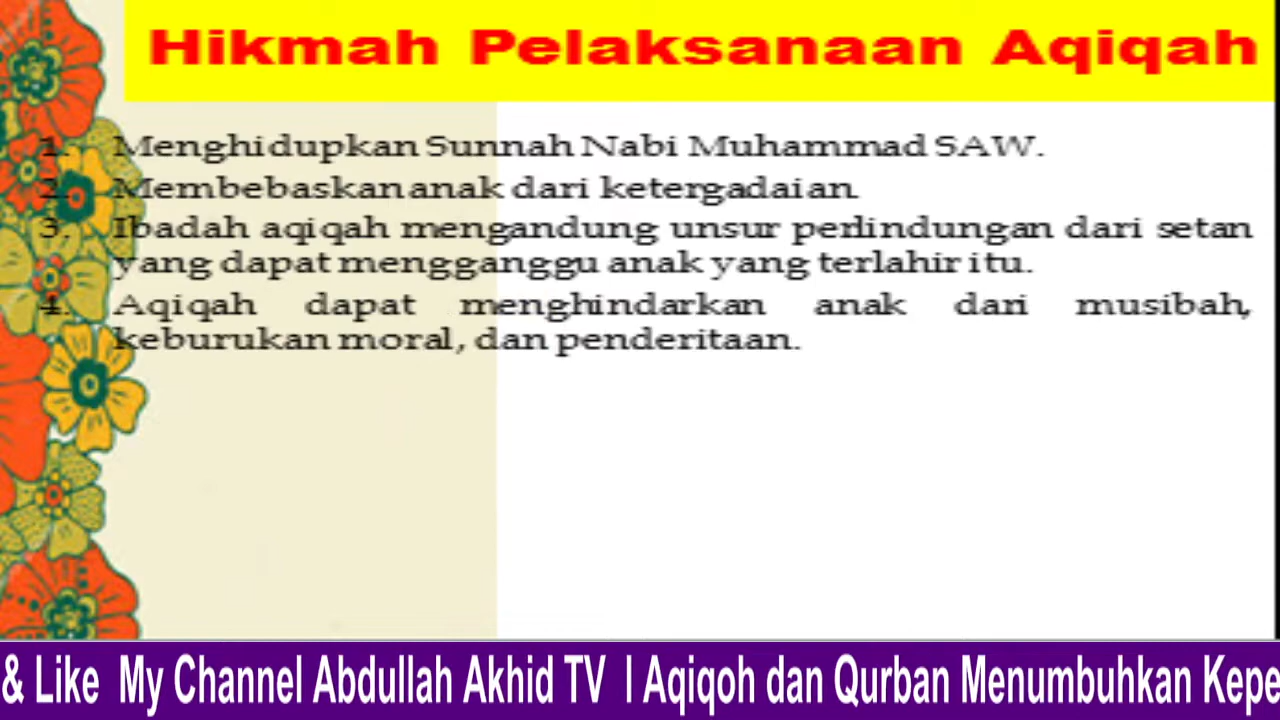 Hikmah Pelaksanaan Aqiqah
1. Menghidupkan Sunnah Nabi Muhammad SAW.
2. Membebaskan anak dari ketergadaian.
3. Ibadah aqiqah mengandung unsur perlindungan dari setan
yang dapat mengganggu anak yang terlahir itu.
4. Aqiqah dapat menghindarkan anak dari musibah,
keburukan moral, dan penderitaan.
& Like My Channel Abdullah Akhid TV I Aqiqoh dan Qurban Menumbuhkan Kepe